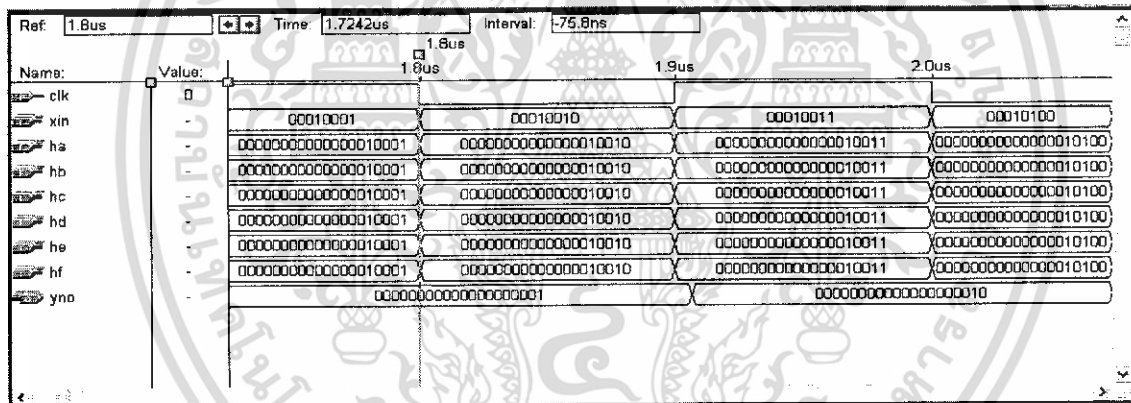 Ref: 1.8us Time: 1.7242us Interval: -75.8ns
1.8us
Name: Value: 1.8us 1.9us 2.0us
clk 0
xin - 00010001 00010010 00010011 00010100
ha - 00000000000000010001 00000000000000010010 00000000000000010011 00000000000000010100
hb - 00000000000000010001 00000000000000010010 00000000000000010011 00000000000000010100
hc - 00000000000000010001 00000000000000010010 00000000000000010011 00000000000000010100
hd - 00000000000000010001 00000000000000010010 00000000000000010011 00000000000000010100
he - 00000000000000010001 00000000000000010010 00000000000000010011 00000000000000010100
hf - 00000000000000010001 00000000000000010010 00000000000000010011 00000000000000010100
yno - 00000000000000000001 00000000000000000010